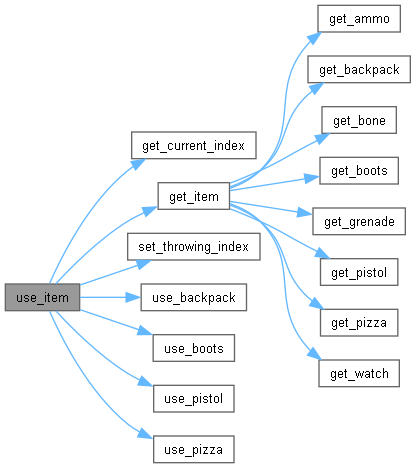 get_ammo
get_backpack
get_bone
get_current_index
get_boots
get_item
get_grenade
set_throwing_index
get_pistol
use_item
use_backpack
get_pizza
use_boots
get_watch
use_pistol
use_pizza